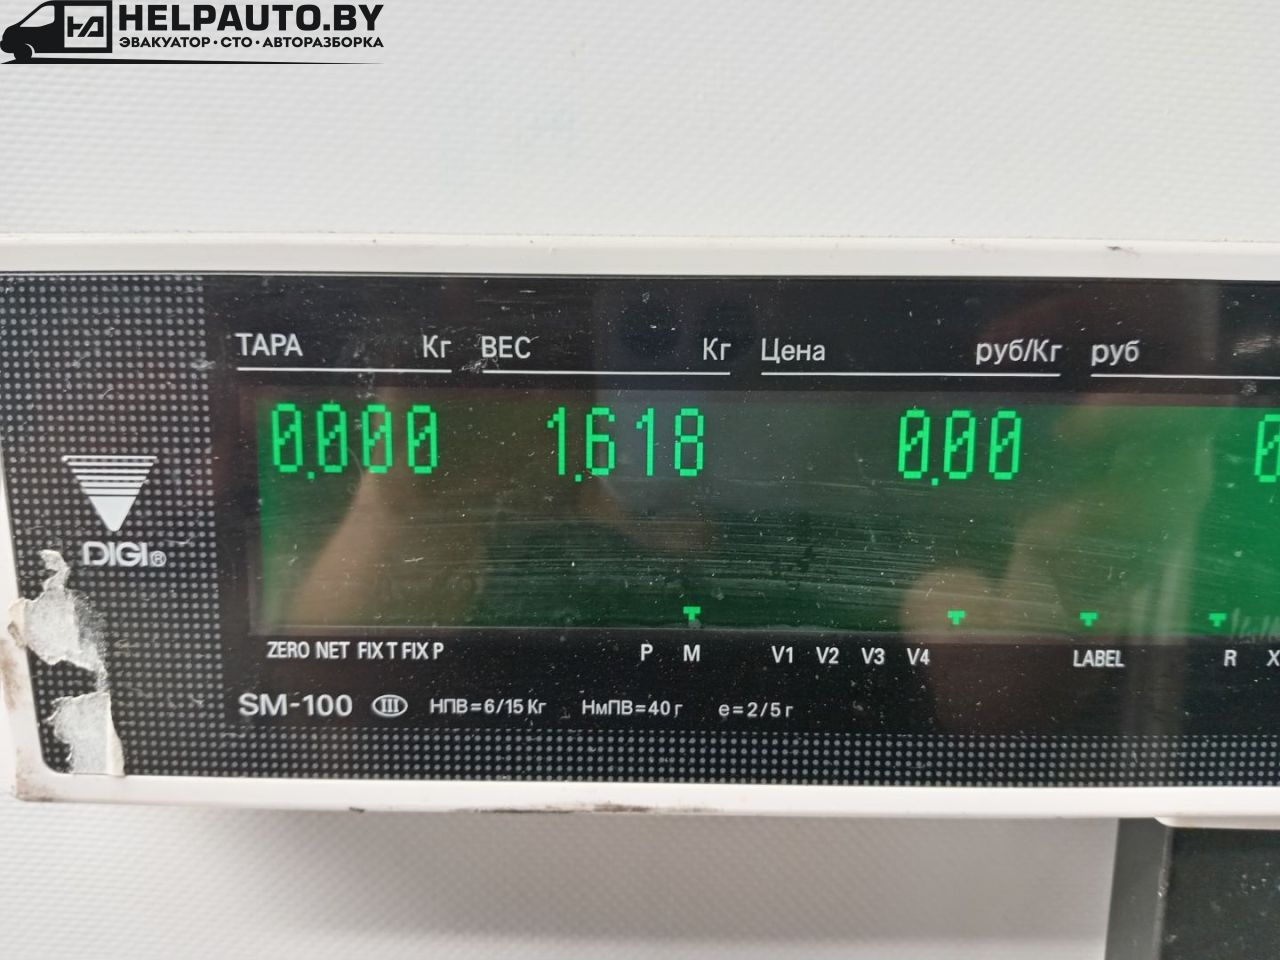 HELPAUTO.BY
ЭВАКУАТОР · СТО · АВТОРАЗБОРКА
ТАРА Кг ВЕС Кг Цена руб/Кг руб
0.000 1.618 0.00 0
DIGI®
ZERO NET FIX T FIX P P M V1 V2 V3 V4 LABEL R X
SM-100 III НПВ=6/15 Кг НмПВ=40 г e=2/5 г